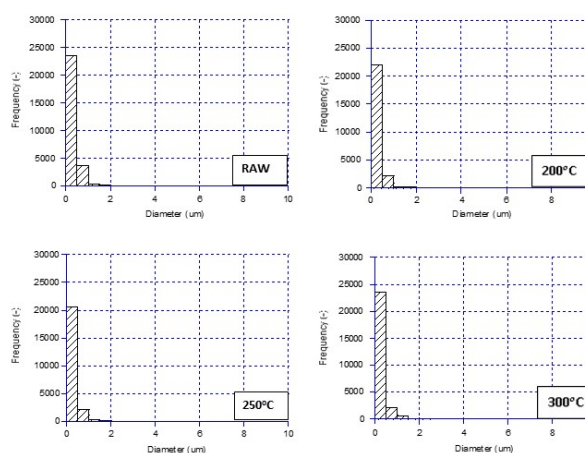 30000
25000
20000
15000
10000
5000
0
Frequency (-)
RAW
0 2 4 6 8 10
Diameter (um)
30000
25000
20000
15000
10000
5000
0
Frequency (-)
200°C
0 2 4 6 8
Diameter (um)
30000
25000
20000
15000
10000
5000
0
Frequency (-)
250°C
0 2 4 6 8 10
Diameter (um)
30000
25000
20000
15000
10000
5000
0
Frequency (-)
300°C
0 2 4 6 8
Diameter (um)